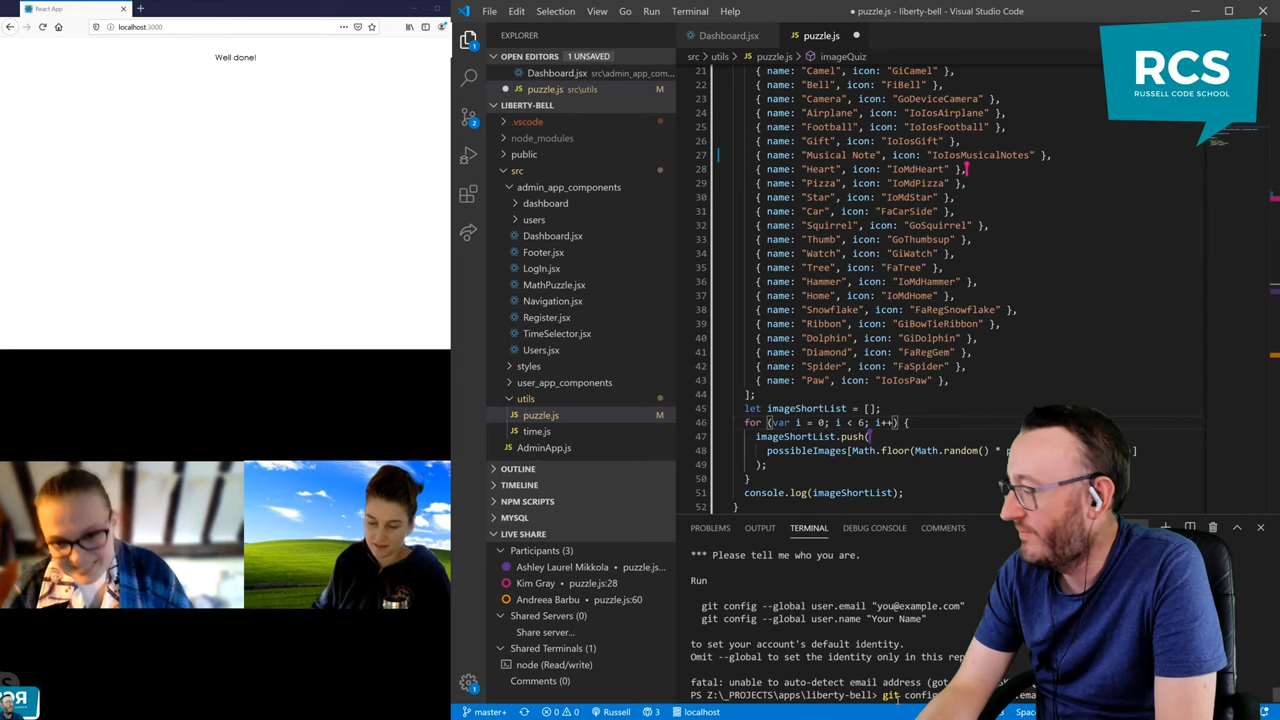 React App
localhost:3000
Well done!
File Edit Selection View Go Run Terminal
● puzzle.js - liberty-bell - Visual Studio Code
RCS
RUSSELL CODE SCHOOL
EXPLORER
OPEN EDITORS 1 UNSAVED
Dashboard.jsx src\admin_app_com...
puzzle.js src\utils M
LIBERTY-BELL
.vscode
node_modules
public
src
admin_app_components
dashboard
users
Dashboard.jsx
Footer.jsx
LogIn.jsx
MathPuzzle.jsx
Navigation.jsx
Register.jsx
TimeSelector.jsx
Users.jsx
styles
user_app_components
utils
puzzle.js M
time.js
AdminApp.js
OUTLINE
TIMELINE
NPM SCRIPTS
MYSQL
LIVE SHARE
Participants (3)
Ashley Laurel Mikkola • puzzle.js...
Kim Gray • puzzle.js:28
Andreea Barbu • puzzle.js:60
Shared Servers (0)
Share server...
Shared Terminals (1)
node (Read/write)
Comments (0)
Dashboard.jsx puzzle.js
src > utils > puzzle.js > imageQuiz
21 { name: "Camel", icon: "GiCamel" },
22 { name: "Bell", icon: "FiBell" },
23 { name: "Camera", icon: "GoDeviceCamera" },
24 { name: "Airplane", icon: "IoIosAirplane" },
25 { name: "Football", icon: "IoIosFootball" },
26 { name: "Gift", icon: "IoIosGift" },
27 { name: "Musical Note", icon: "IoIosMusicalNotes" },
28 { name: "Heart", icon: "IoMdHeart" },
29 { name: "Pizza", icon: "IoMdPizza" },
30 { name: "Star", icon: "IoMdStar" },
31 { name: "Car", icon: "FaCarSide" },
32 { name: "Squirrel", icon: "GoSquirrel" },
33 { name: "Thumb", icon: "GoThumbsup" },
34 { name: "Watch", icon: "GiWatch" },
35 { name: "Tree", icon: "FaTree" },
36 { name: "Hammer", icon: "IoMdHammer" },
37 { name: "Home", icon: "IoMdHome" },
38 { name: "Snowflake", icon: "FaRegSnowflake" },
39 { name: "Ribbon", icon: "GiBowTieRibbon" },
40 { name: "Dolphin", icon: "GiDolphin" },
41 { name: "Diamond", icon: "FaRegGem" },
42 { name: "Spider", icon: "FaSpider" },
43 { name: "Paw", icon: "IoIosPaw" },
44 ];
45 let imageShortList = [];
46 for (var i = 0; i < 6; i++) {
47 imageShortList.push(
48 possibleImages[Math.floor(Math.random() * ]
49 );
50 }
51 console.log(imageShortList);
52 }
PROBLEMS OUTPUT TERMINAL DEBUG CONSOLE COMMENTS
*** Please tell me who you are.
Run
git config --global user.email "you@example.com"
git config --global user.name "Your Name"
to set your account's default identity.
Omit --global to set the identity only in this
fatal: unable to auto-detect email address (got
PS Z:\_PROJECTS\apps\liberty-bell> git config
master+ 0 0 Russell 3 localhost